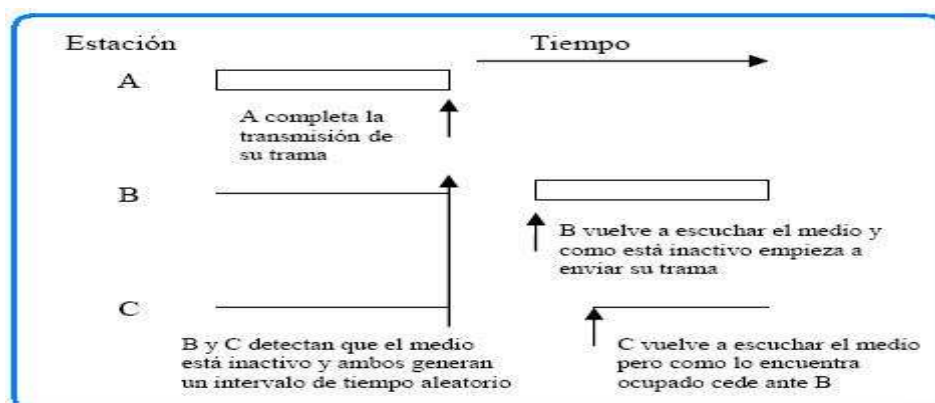 Estación
Tiempo
A
A completa la
transmisión de
su trama
B
B vuelve a escuchar el medio y
como está inactivo empieza a
enviar su trama
C
B y C detectan que el medio
está inactivo y ambos generan
un intervalo de tiempo aleatorio
C vuelve a escuchar el medio
pero como lo encuentra
ocupado cede ante B